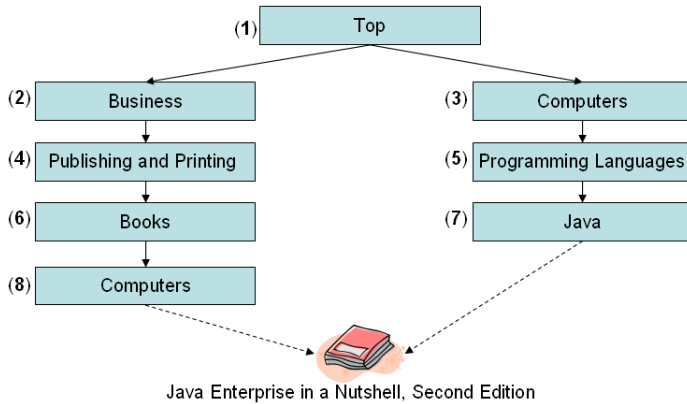 (1) Top
(2) Business
(3) Computers
(4) Publishing and Printing
(5) Programming Languages
(6) Books
(7) Java
(8) Computers
Java Enterprise in a Nutshell, Second Edition